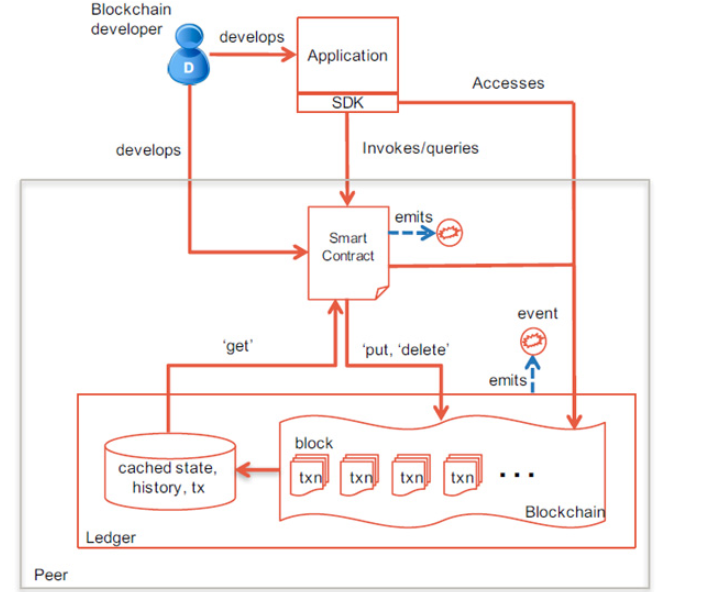 Blockchain
developer
D
develops
Application
SDK
Accesses
develops
Invokes/queries
Smart
Contract
emits
event
emits
'get'
'put, 'delete'
block
txn
txn
txn
txn
...
cached state,
history, tx
Blockchain
Ledger
Peer